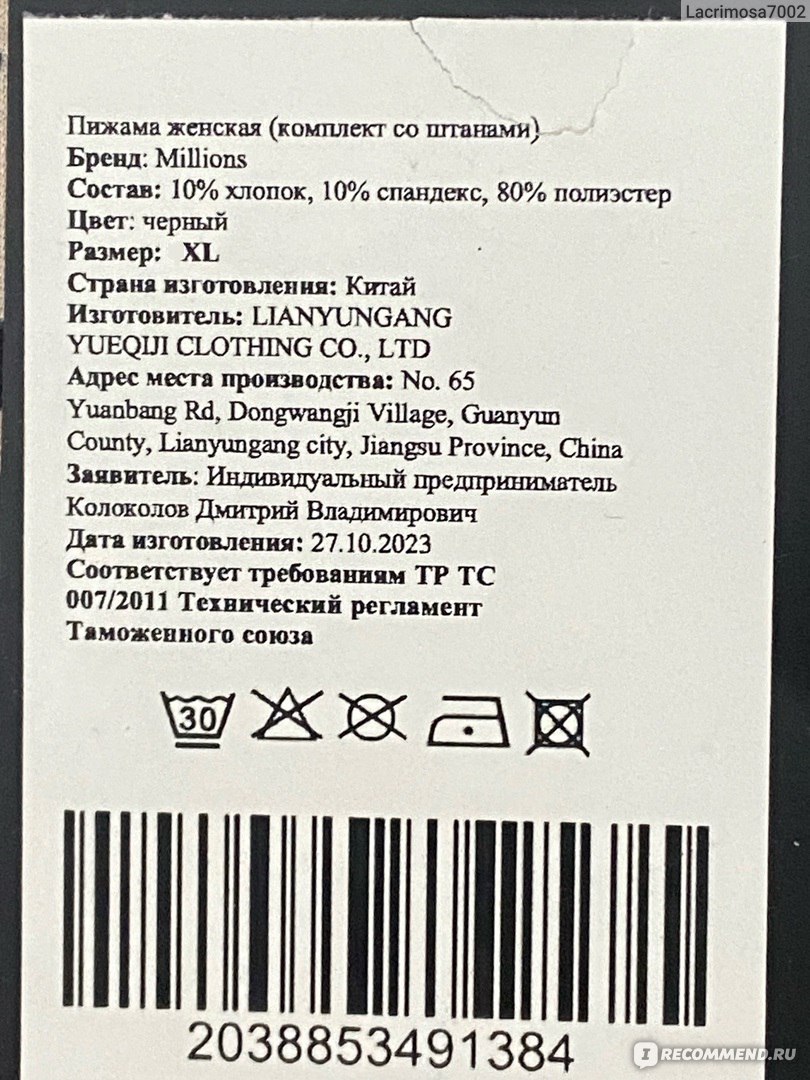 Lacrimosa7002
Пижама женская (комплект со штанами)
Бренд: Millions
Состав: 10% хлопок, 10% спандекс, 80% полиэстер
Цвет: черный
Размер: XL
Страна изготовления: Китай
Изготовитель: LIANYUNGANG
YUEQIJI CLOTHING CO., LTD
Адрес места производства: No. 65
Yuanbang Rd, Dongwangji Village, Guanyun
County, Lianyungang city, Jiangsu Province, China
Заявитель: Индивидуальный предприниматель
Колоколов Дмитрий Владимирович
Дата изготовления: 27.10.2023
Соответствует требованиям ТР ТС
007/2011 Технический регламент
Таможенного союза
30
2038853491384
IRECOMMEND.RU